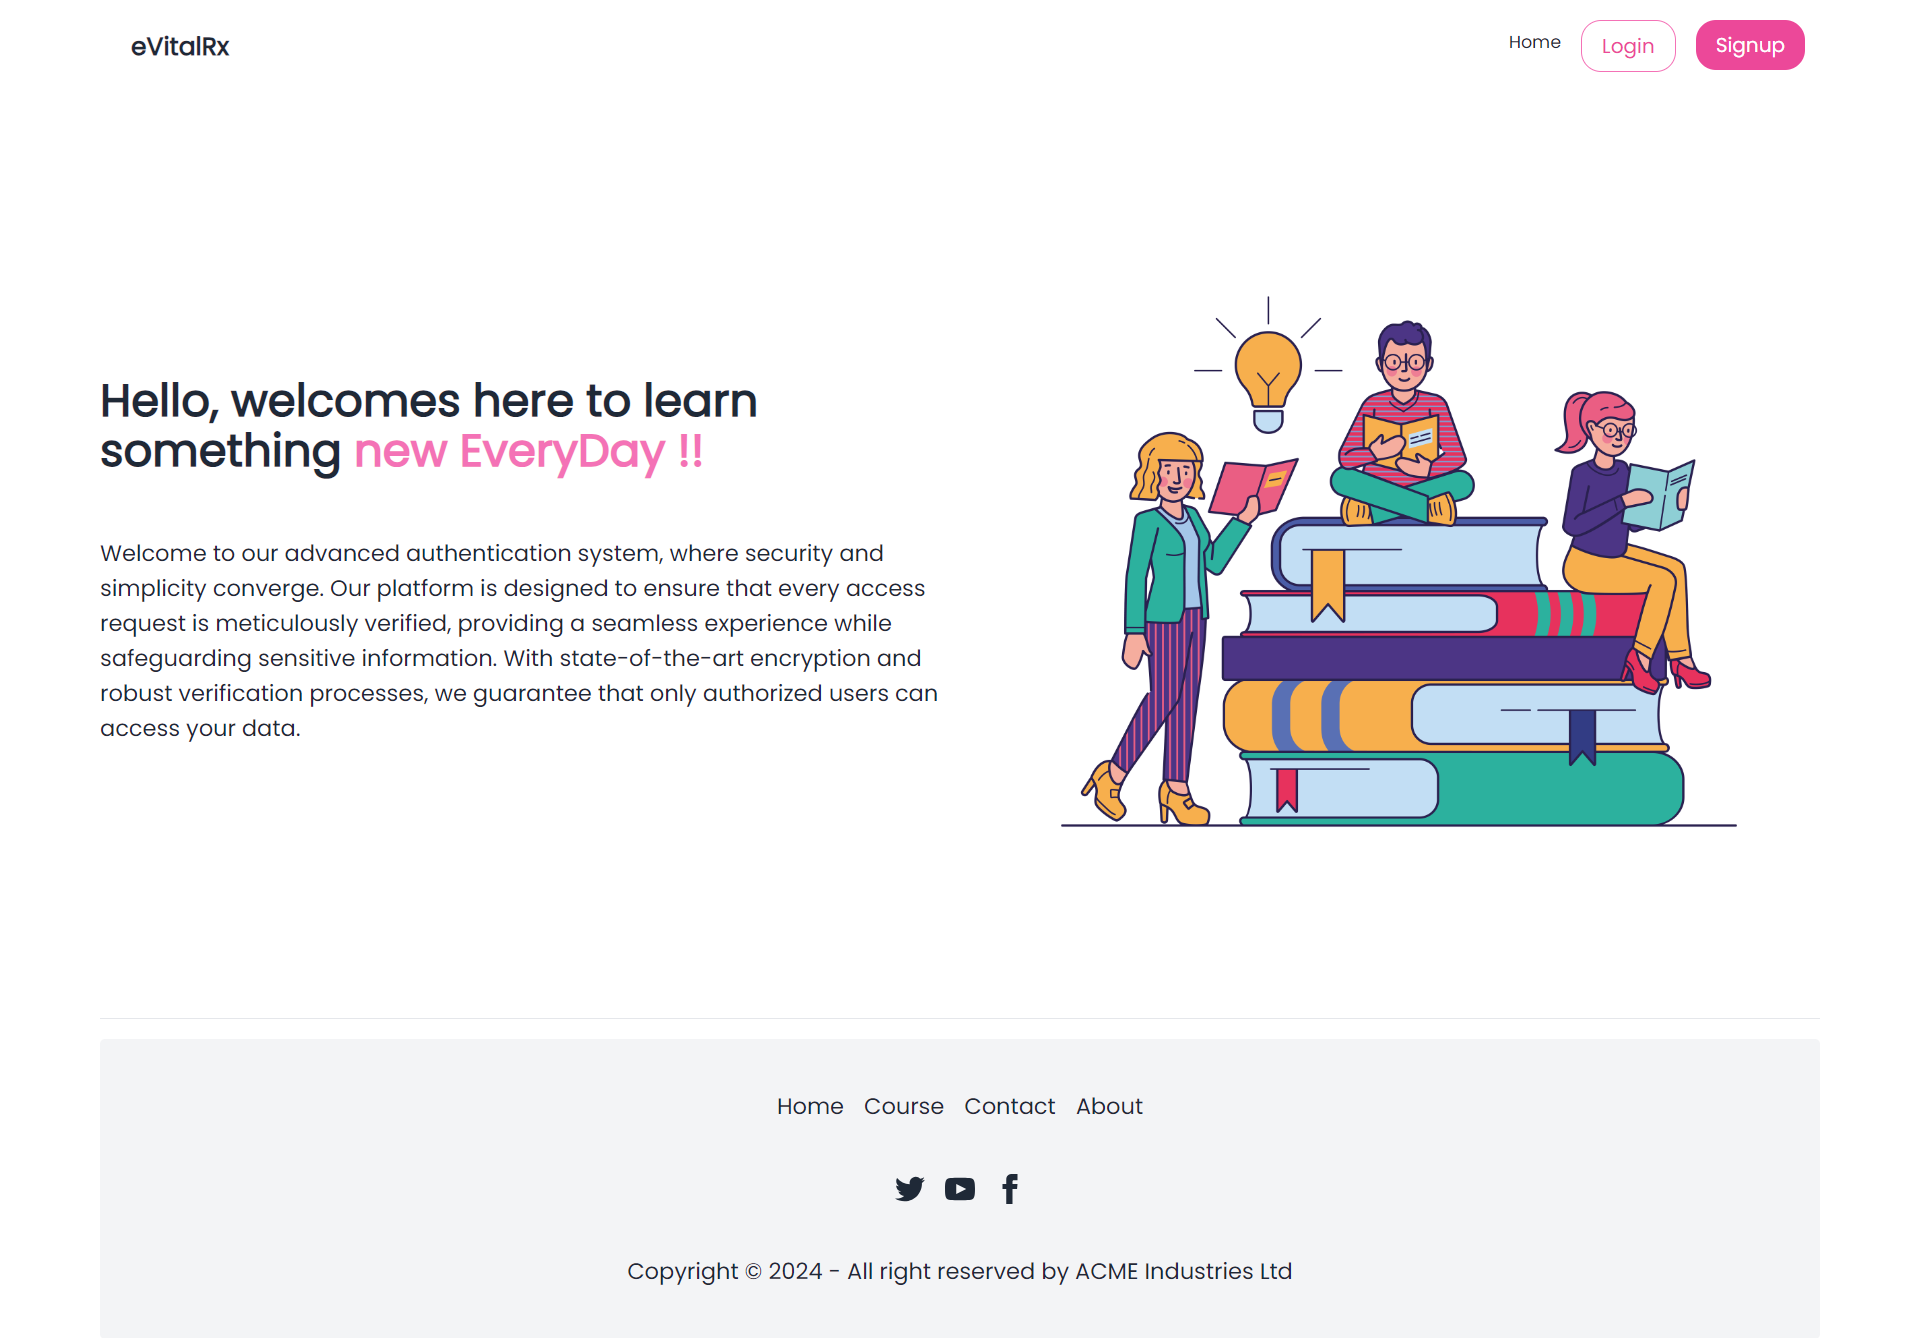 eVitalRx
Home Login Signup
Hello, welcomes here to learn
something new EveryDay !!
Welcome to our advanced authentication system, where security and
simplicity converge. Our platform is designed to ensure that every access
request is meticulously verified, providing a seamless experience while
safeguarding sensitive information. With state-of-the-art encryption and
robust verification processes, we guarantee that only authorized users can
access your data.
Home Course Contact About
Copyright © 2024 - All right reserved by ACME Industries Ltd